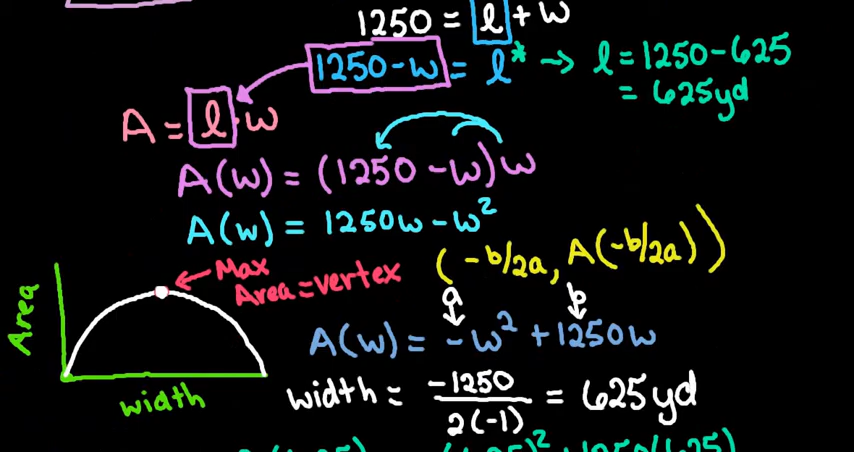 1250 = l + w
1250-w = l* → l = 1250-625
= 625yd
A = l·w
A(w) = (1250-w)w
A(w) = 1250w-w²
(-b/2a, A(-b/2a))
← Max
Area=vertex
Area
width
a
b
A(w) = -w² + 1250w
width = -1250/2(-1) = 625yd